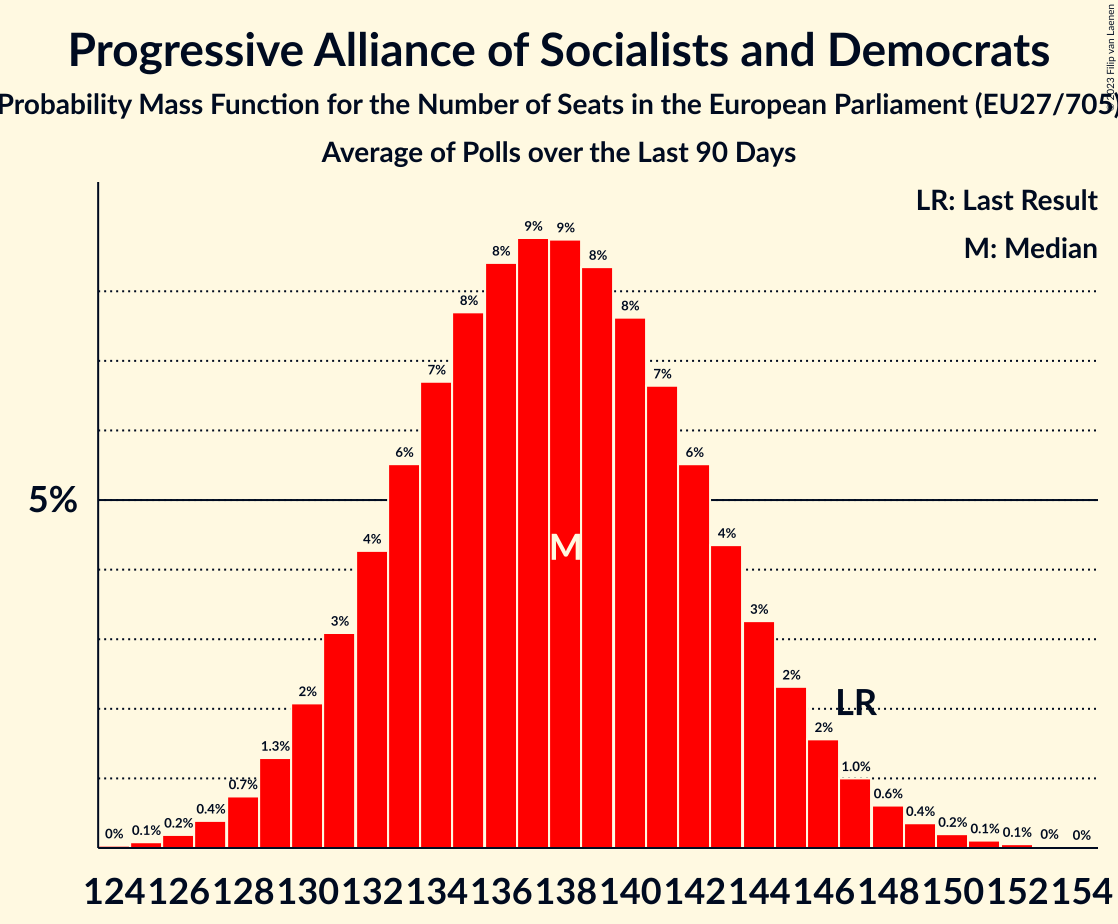 Progressive Alliance of Socialists and Democrats
Probability Mass Function for the Number of Seats in the European Parliament (EU27/705)
Average of Polls over the Last 90 Days
© 2023 Filip van Laenen
LR: Last Result
M: Median
5%
0% 0.1% 0.2% 0.4% 0.7% 1.3% 2% 3% 4% 6% 7% 8% 8% 9% 9% 8% 8% 7% 6% 4% 3% 2% 2% 1.0% 0.6% 0.4% 0.2% 0.1% 0.1% 0% 0%
M
LR
124 126 128 130 132 134 136 138 140 142 144 146 148 150 152 154